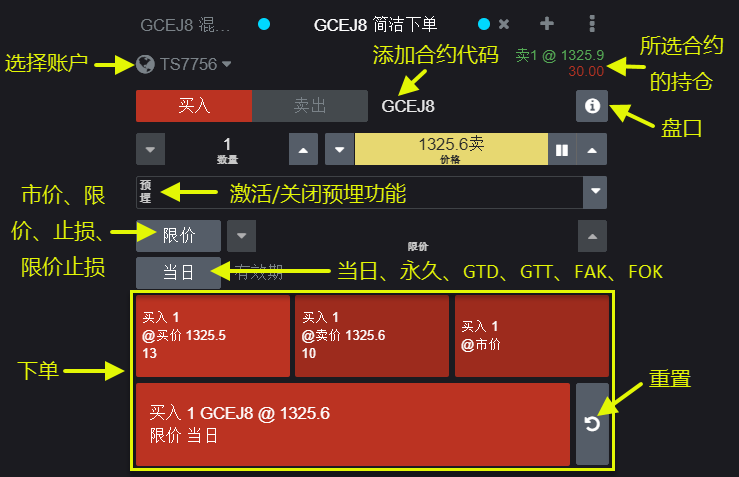 GCEJ8 混...
GCEJ8 简洁下单
选择账户
TS7756
添加合约代码
卖1 @ 1325.9
30.00
所选合约
的持仓
买入
卖出
GCEJ8
盘口
1
数量
1325.6卖
价格
预埋
激活/关闭预埋功能
市价、限
价、止损、
限价止损
限价
限价
当日
有效期
当日、永久、GTD、GTT、FAK、FOK
下单
买入 1
@买价 1325.5
13
买入 1
@卖价 1325.6
10
买入 1
@市价
重置
买入 1 GCEJ8 @ 1325.6
限价 当日